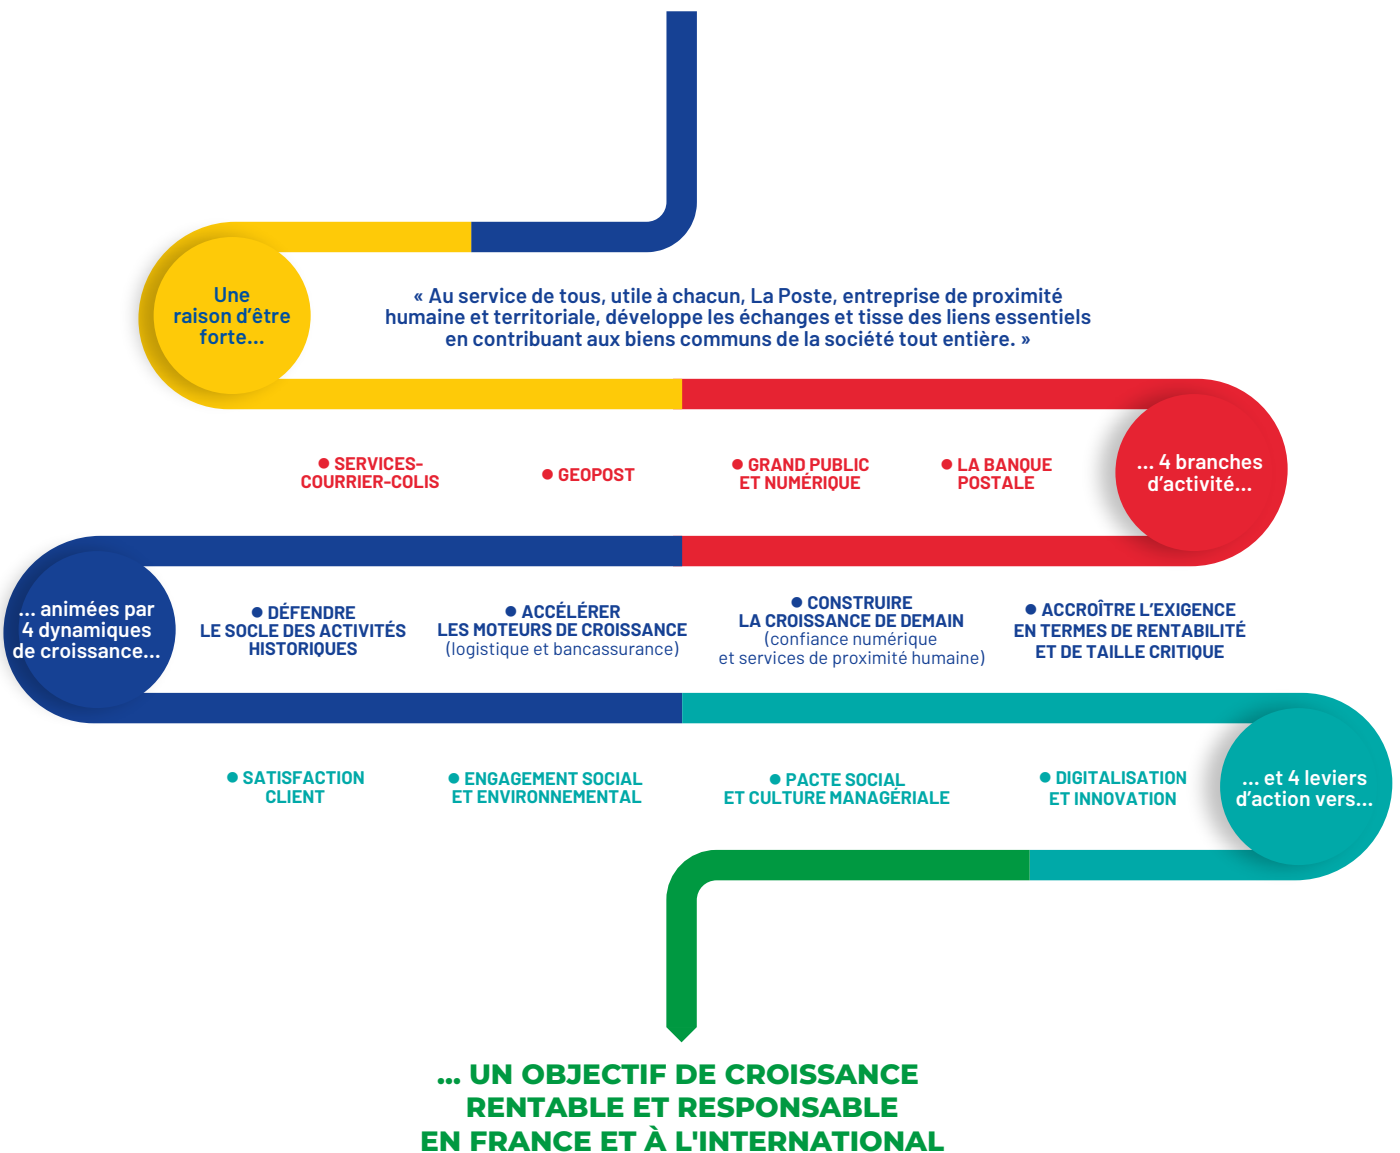 Une
raison d'être
forte...
« Au service de tous, utile à chacun, La Poste, entreprise de proximité
humaine et territoriale, développe les échanges et tisse des liens essentiels
en contribuant aux biens communs de la société tout entière. »
... 4 branches
d'activité...
● SERVICES-
COURRIER-COLIS
● GEOPOST
● GRAND PUBLIC
ET NUMÉRIQUE
● LA BANQUE
POSTALE
... animées par
4 dynamiques
de croissance...
● DÉFENDRE
LE SOCLE DES ACTIVITÉS
HISTORIQUES
● ACCÉLÉRER
LES MOTEURS DE CROISSANCE
(logistique et bancassurance)
● CONSTRUIRE
LA CROISSANCE DE DEMAIN
(confiance numérique
et services de proximité humaine)
● ACCROÎTRE L'EXIGENCE
EN TERMES DE RENTABILITÉ
ET DE TAILLE CRITIQUE
... et 4 leviers
d'action vers...
● SATISFACTION
CLIENT
● ENGAGEMENT SOCIAL
ET ENVIRONNEMENTAL
● PACTE SOCIAL
ET CULTURE MANAGÉRIALE
● DIGITALISATION
ET INNOVATION
... UN OBJECTIF DE CROISSANCE
RENTABLE ET RESPONSABLE
EN FRANCE ET À L'INTERNATIONAL